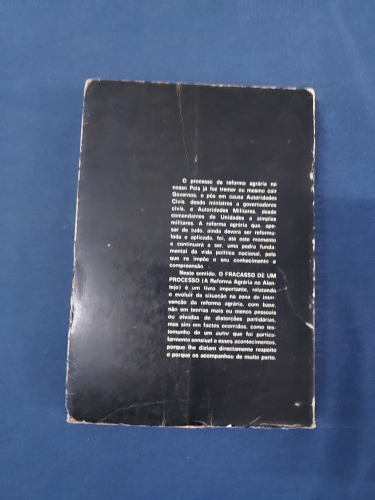 O processo de reforma agrária no
nosso País já fez tremer ou mesmo cair
Governos, e pôs em causa Autoridades
Civis, desde ministros a governadores
civis, e Autoridades Militares, desde
comandantes de Unidades a simples
militares. A reforma agrária que, ape-
sar de tudo, ainda deverá ser reformu-
lada e aplicada, foi, até este momento
e continuará a ser, uma pedra funda-
mental da vida política nacional, pelo
que se impõe o seu conhecimento e
compreensão.
Neste sentido, O FRACASSO DE UM
PROCESSO (A Reforma Agrária no Alen-
tejo) é um livro importante, relatando
o evoluir da situação na zona de inter-
venção da reforma agrária, com base,
não em teorias mais ou menos pessoais
ou eivadas de distorções partidárias,
mas sim em factos ocorridos, como tes-
temunho de um autor que foi particu-
larmente sensível a esses acontecimentos,
porque lhe diziam directamente respeito
e porque os acompanhou de muito perto.